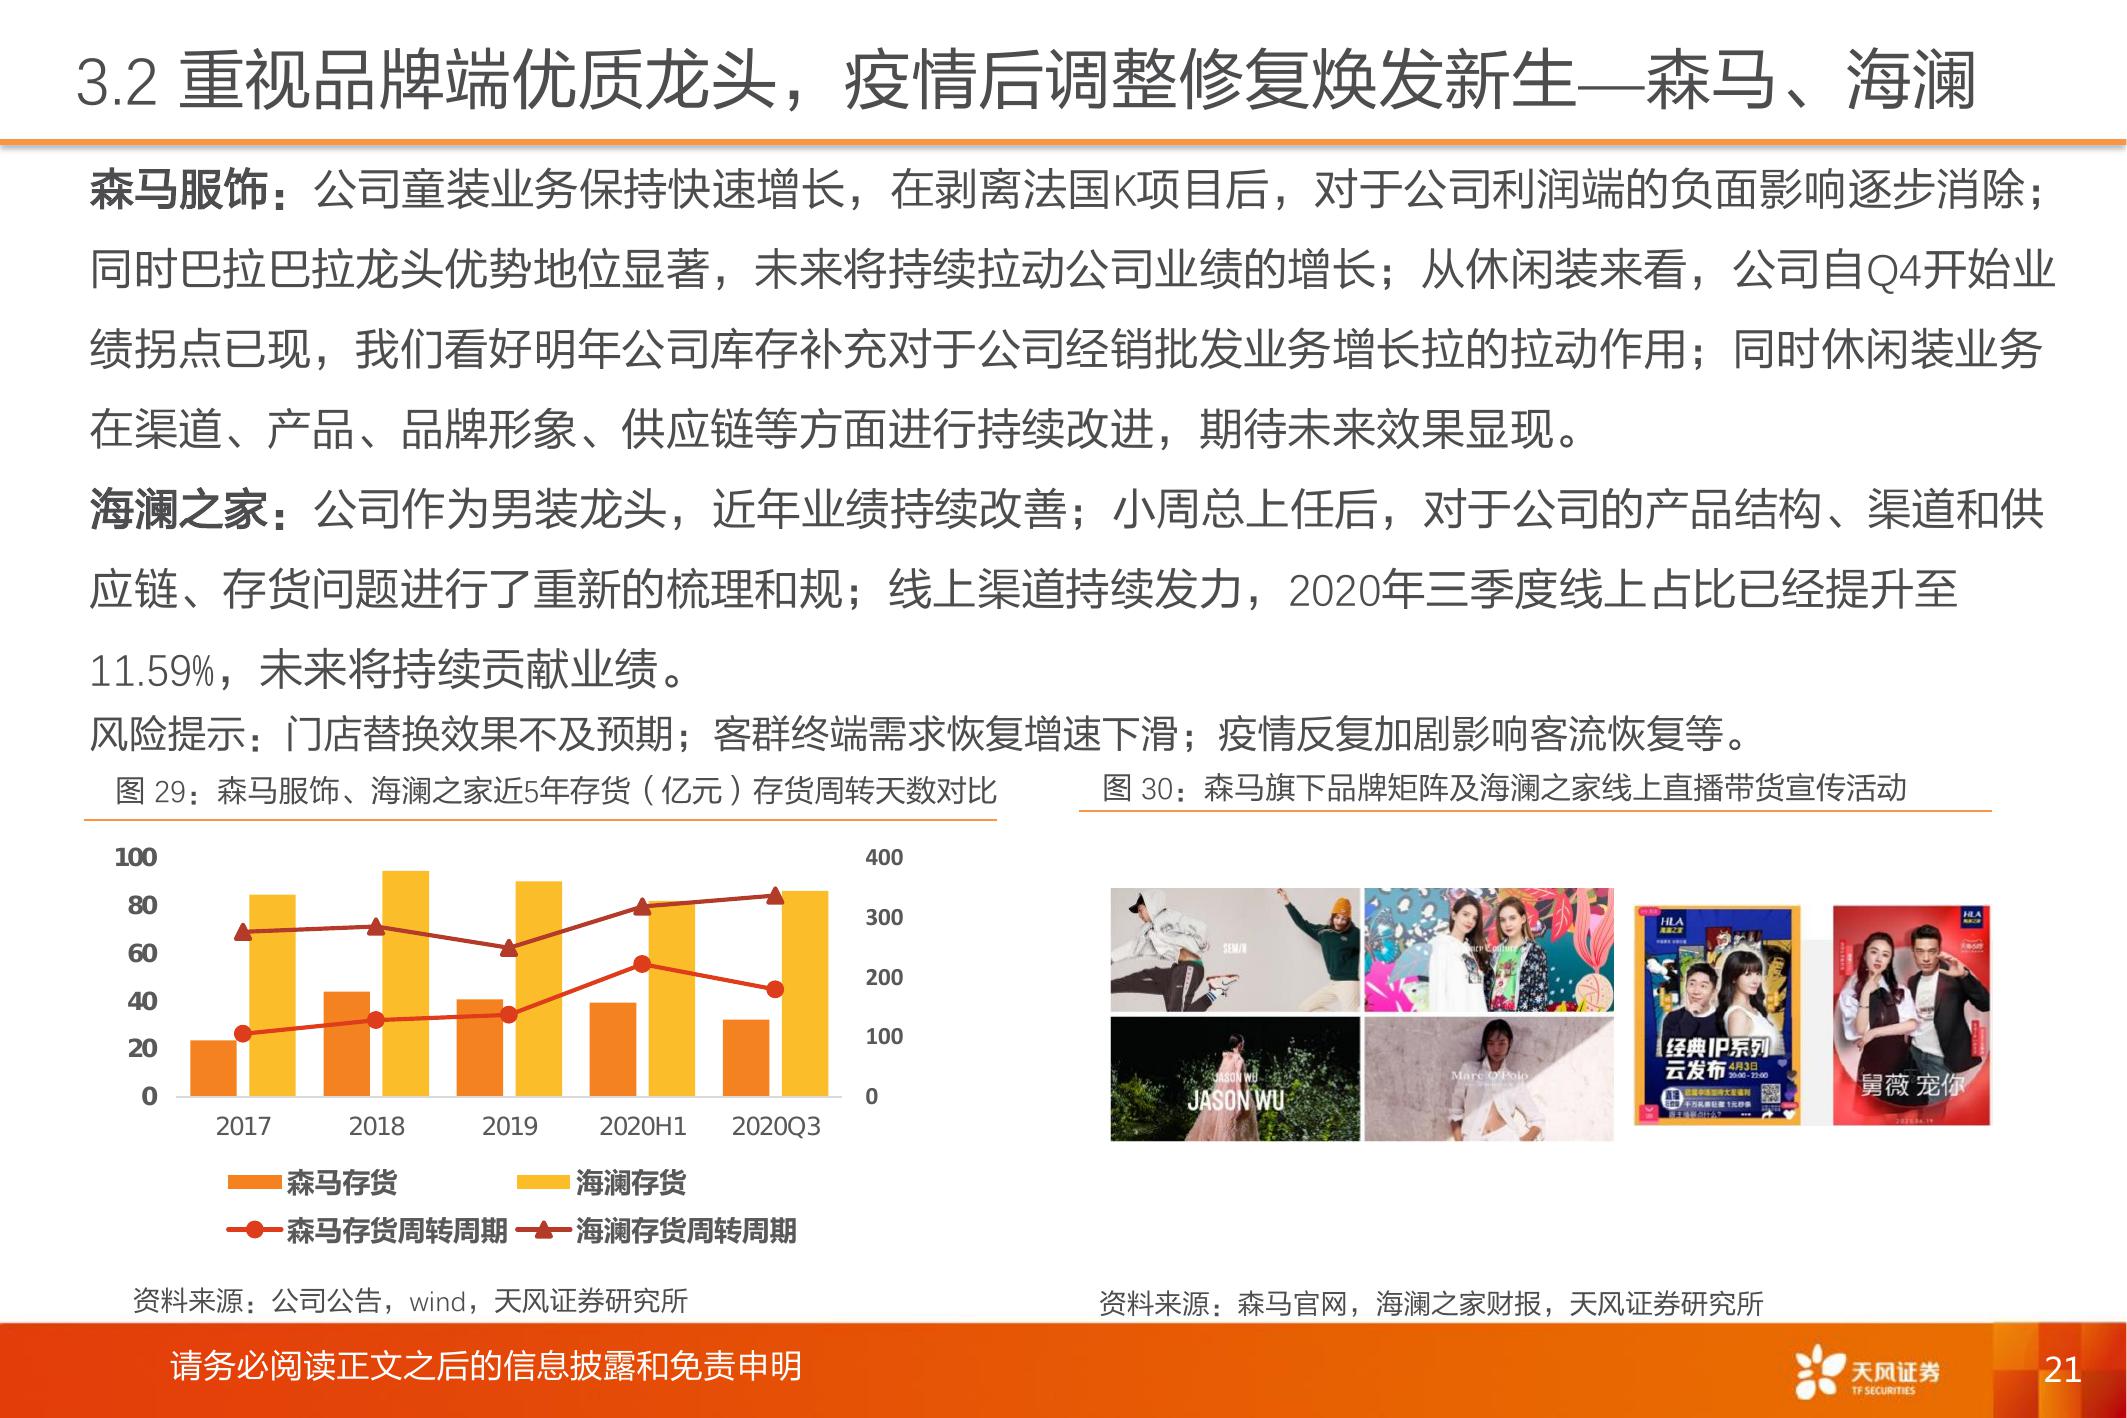 3.2 重视品牌端优质龙头，疫情后调整修复焕发新生—森马、海澜
森马服饰：公司童装业务保持快速增长，在剥离法国K项目后，对于公司利润端的负面影响逐步消除；
同时巴拉巴拉龙头优势地位显著，未来将持续拉动公司业绩的增长；从休闲装来看，公司自Q4开始业
绩拐点已现，我们看好明年公司库存补充对于公司经销批发业务增长拉的拉动作用；同时休闲装业务
在渠道、产品、品牌形象、供应链等方面进行持续改进，期待未来效果显现。
海澜之家：公司作为男装龙头，近年业绩持续改善；小周总上任后，对于公司的产品结构、渠道和供
应链、存货问题进行了重新的梳理和规；线上渠道持续发力，2020年三季度线上占比已经提升至
11.59%，未来将持续贡献业绩。
风险提示：门店替换效果不及预期；客群终端需求恢复增速下滑；疫情反复加剧影响客流恢复等。
图 29：森马服饰、海澜之家近5年存货（亿元）存货周转天数对比
100
80
60
40
20
0
400
300
200
100
0
2017 2018 2019 2020H1 2020Q3
森马存货 海澜存货
森马存货周转周期 海澜存货周转周期
资料来源：公司公告，wind，天风证券研究所
图 30：森马旗下品牌矩阵及海澜之家线上直播带货宣传活动
SEMIR
JASON WU
JASON WU
Marc O'Polo
HLA
海澜之家
经典IP系列
云发布 4月3日
20:00 - 22:00
直播
HLA
舅薇 宠你
资料来源：森马官网，海澜之家财报，天风证券研究所
请务必阅读正文之后的信息披露和免责申明
天风证券
TF SECURITIES
21